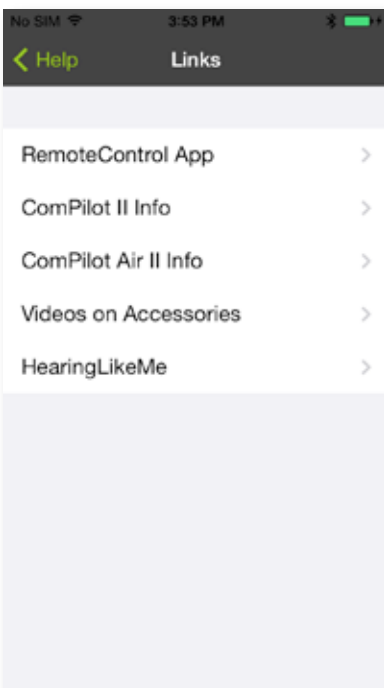 No SIM 3:53 PM
Help Links
RemoteControl App
ComPilot II Info
ComPilot Air II Info
Videos on Accessories
HearingLikeMe